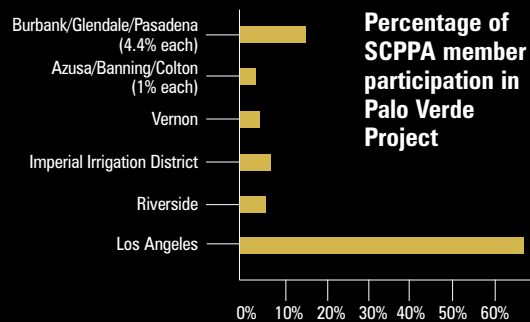 Percentage of
SCPPA member
participation in
Palo Verde
Project
Burbank/Glendale/Pasadena
(4.4% each)
Azusa/Banning/Colton
(1% each)
Vernon
Imperial Irrigation District
Riverside
Los Angeles
0% 10% 20% 30% 40% 50% 60%